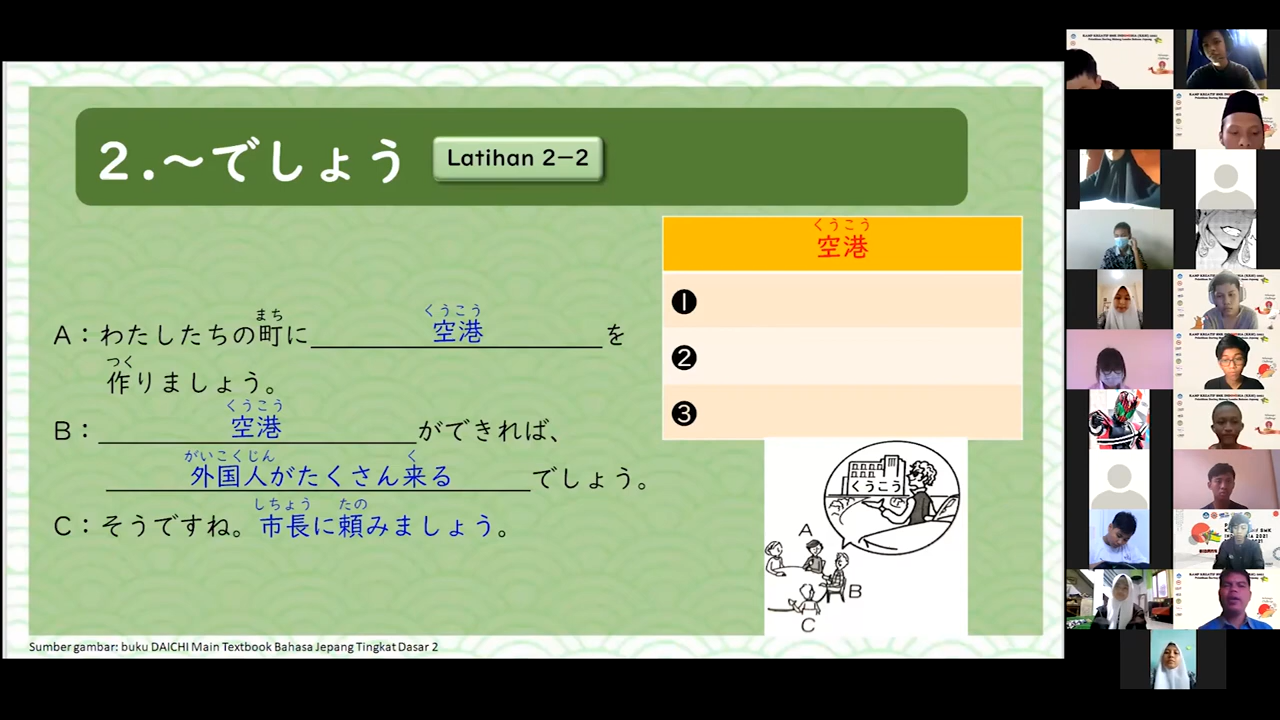 2.～でしょう
Latihan 2−2
くうこう
空港
❶
❷
❸
まち
くうこう
A：わたしたちの町に空港を
つく
作りましょう。
くうこう
B：空港ができれば、
がいこくじん
く
外国人がたくさん来るでしょう。
しちょう
たの
C：そうですね。市長に頼みましょう。
くうこう
A
B
C
Sumber gambar: buku DAICHI Main Textbook Bahasa Jepang Tingkat Dasar 2